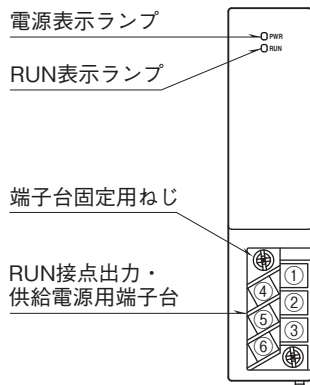 電源表示ランプ
PWR
RUN
RUN表示ランプ
端子台固定用ねじ
RUN接点出力・
供給電源用端子台
①
④
②
⑤
③
⑥